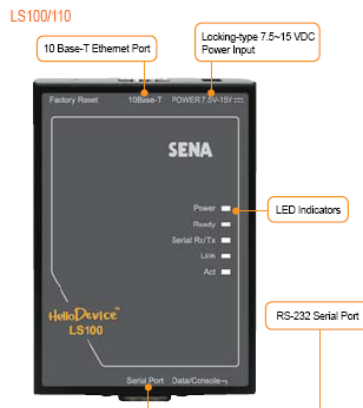 LS100/110
10 Base-T Ethernet Port
Locking-type 7.5~15 VDC
Power Input
Factory Reset
10Base-T
POWER 7.5V-15V
SENA
Power
LED Indicators
Ready
Serial Rx/Tx
Link
Act
HelloDevice™
LS100
RS-232 Serial Port
Serial Port
Data/Console